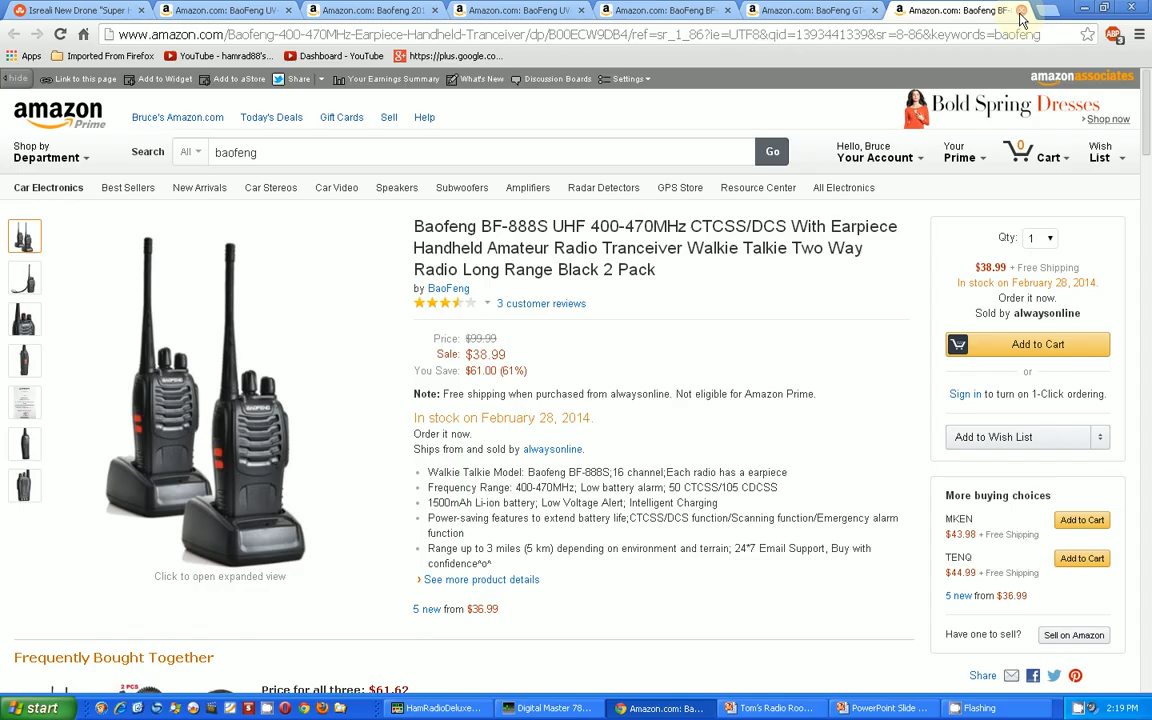 Isreali New Drone "Super H
Amazon.com: BaoFeng UV-
Amazon.com: BaoFeng 201
Amazon.com: BaoFeng UV-
Amazon.com: BaoFeng BF-
Amazon.com: BaoFeng GT-
Amazon.com: Baofeng BF-
www.amazon.com/Baofeng-400-470MHz-Earpiece-Handheld-Tranceiver/dp/B00ECW9DB4/ref=sr_1_86?ie=UTF8&qid=1393441339&sr=8-86&keywords=baofeng
ABP
3
Apps
Imported From Firefox
YouTube - hamrad88's...
Dashboard - YouTube
https://plus.google.co...
hide
Link to this page
Add to Widget
Add to aStore
Share
Your Earnings Summary
What's New
Discussion Boards
Settings
amazonassociates
amazon
Prime
Bruce's Amazon.com
Today's Deals
Gift Cards
Sell
Help
Bold Spring Dresses
›Shop now
Shop by
Department
Search
All
baofeng
Go
Hello, Bruce
Your Account
Your
Prime
0
Cart
Wish
List
Car Electronics
Best Sellers
New Arrivals
Car Stereos
Car Video
Speakers
Subwoofers
Amplifiers
Radar Detectors
GPS Store
Resource Center
All Electronics
BAOFENG
BAOFENG
Click to open expanded view
Baofeng BF-888S UHF 400-470MHz CTCSS/DCS With Earpiece
Handheld Amateur Radio Tranceiver Walkie Talkie Two Way
Radio Long Range Black 2 Pack
by BaoFeng
3 customer reviews
Price: $99.99
Sale: $38.99
You Save: $61.00 (61%)
Note: Free shipping when purchased from alwaysonline. Not eligible for Amazon Prime.
In stock on February 28, 2014.
Order it now.
Ships from and sold by alwaysonline.
• Walkie Talkie Model: Baofeng BF-888S;16 channel;Each radio has a earpiece
• Frequency Range: 400-470MHz; Low battery alarm; 50 CTCSS/105 CDCSS
• 1500mAh Li-ion battery; Low Voltage Alert; Intelligent Charging
• Power-saving features to extend battery life;CTCSS/DCS function/Scanning function/Emergency alarm
function
• Range up to 3 miles (5 km) depending on environment and terrain; 24*7 Email Support, Buy with
confidence^o^
› See more product details
5 new from $36.99
Qty: 1
$38.99 + Free Shipping
In stock on February 28, 2014.
Order it now.
Sold by alwaysonline
Add to Cart
or
Sign in to turn on 1-Click ordering.
Add to Wish List
More buying choices
MKEN
$43.98 + Free Shipping
Add to Cart
TENQ
$44.99 + Free Shipping
Add to Cart
5 new from $36.99
Have one to sell?
Sell on Amazon
Share
Frequently Bought Together
2 PCS
Price for all three: $61.62
start
HamRadioDeluxe...
Digital Master 78...
Amazon.com: Ba...
Tom's Radio Roo...
PowerPoint Slide ...
Flashing
2:19 PM